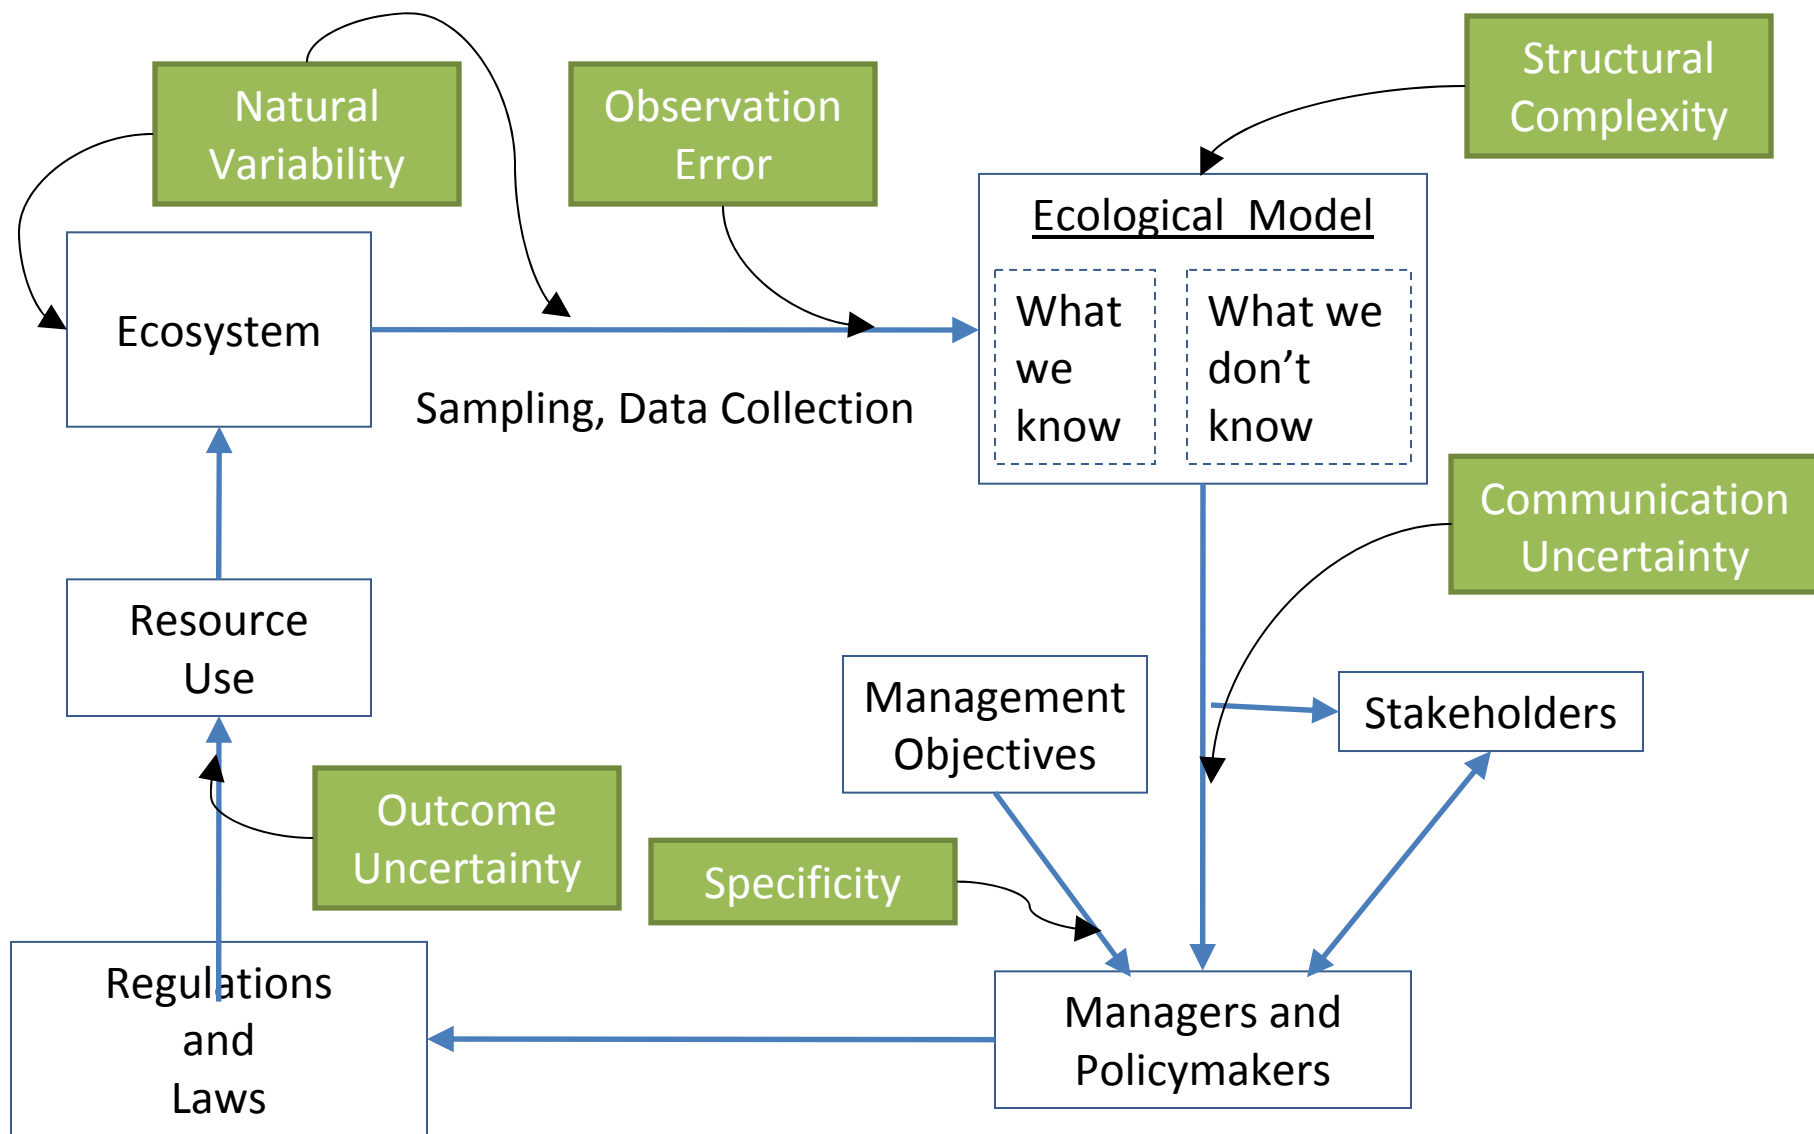 Natural
Variability
Observation
Error
Structural
Complexity
Ecological  Model
What
we
know
What we
don’t
know
Ecosystem
Sampling, Data Collection
Communication
Uncertainty
Resource
Use
Management
Objectives
Stakeholders
Outcome
Uncertainty
Specificity
Regulations
and
Laws
Managers and
Policymakers